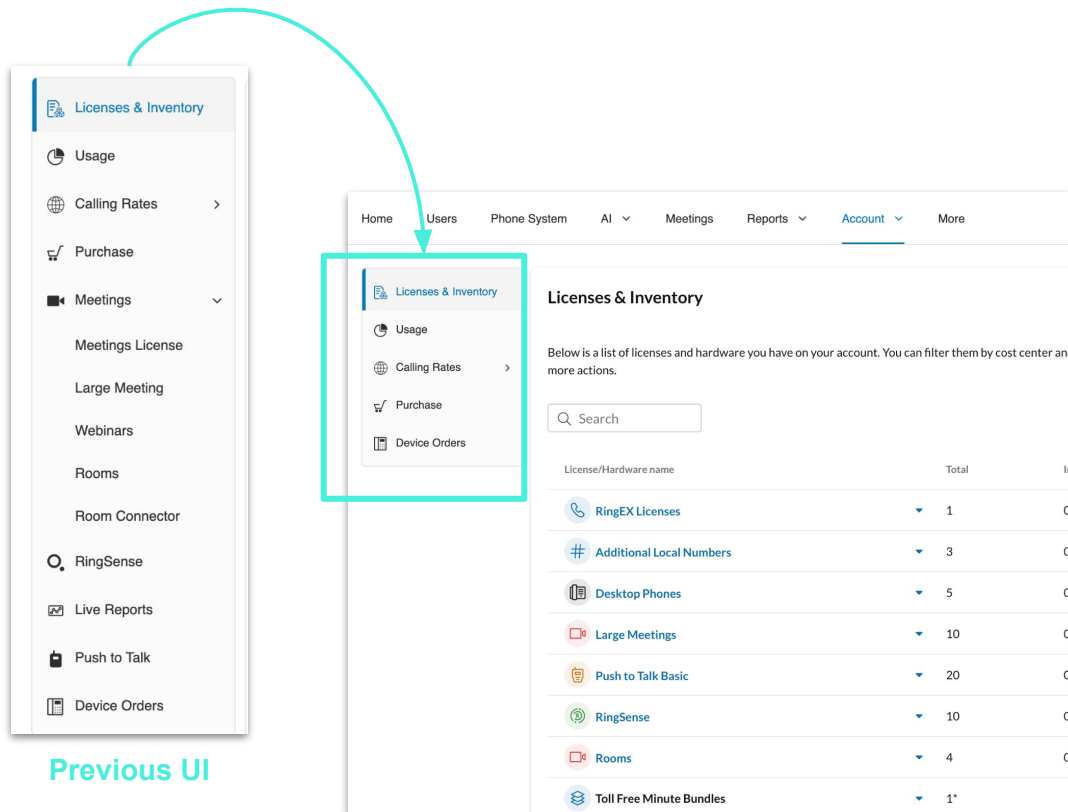 Licenses & Inventory
Usage
Calling Rates
Purchase
Meetings
Meetings License
Large Meeting
Webinars
Rooms
Room Connector
RingSense
Live Reports
Push to Talk
Device Orders
Previous UI
Home Users Phone System AI Meetings Reports Account More
Licenses & Inventory
Usage
Calling Rates
Purchase
Device Orders
Licenses & Inventory
Below is a list of licenses and hardware you have on your account. You can filter them by cost center
more actions.
Search
License/Hardware name Total
RingEX Licenses 1
Additional Local Numbers 3
Desktop Phones 5
Large Meetings 10
Push to Talk Basic 20
RingSense 10
Rooms 4
Toll Free Minute Bundles 1*